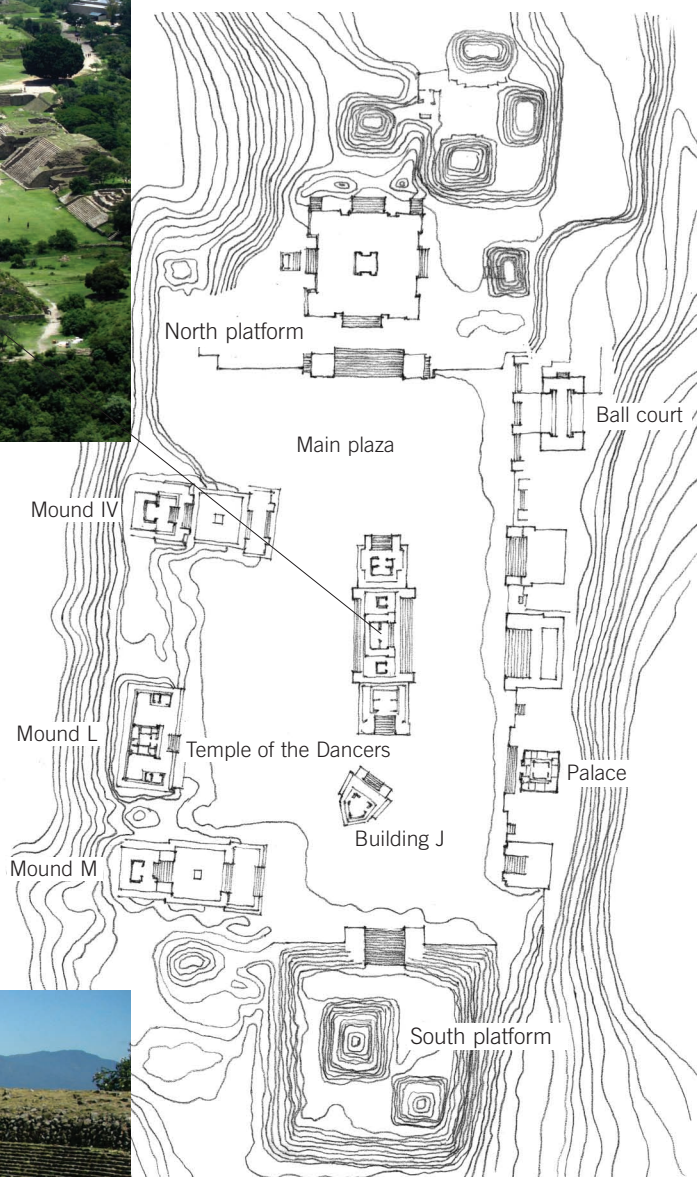 North platform
Ball court
Main plaza
Mound IV
Mound L
Temple of the Dancers
Palace
Building J
Mound M
South platform